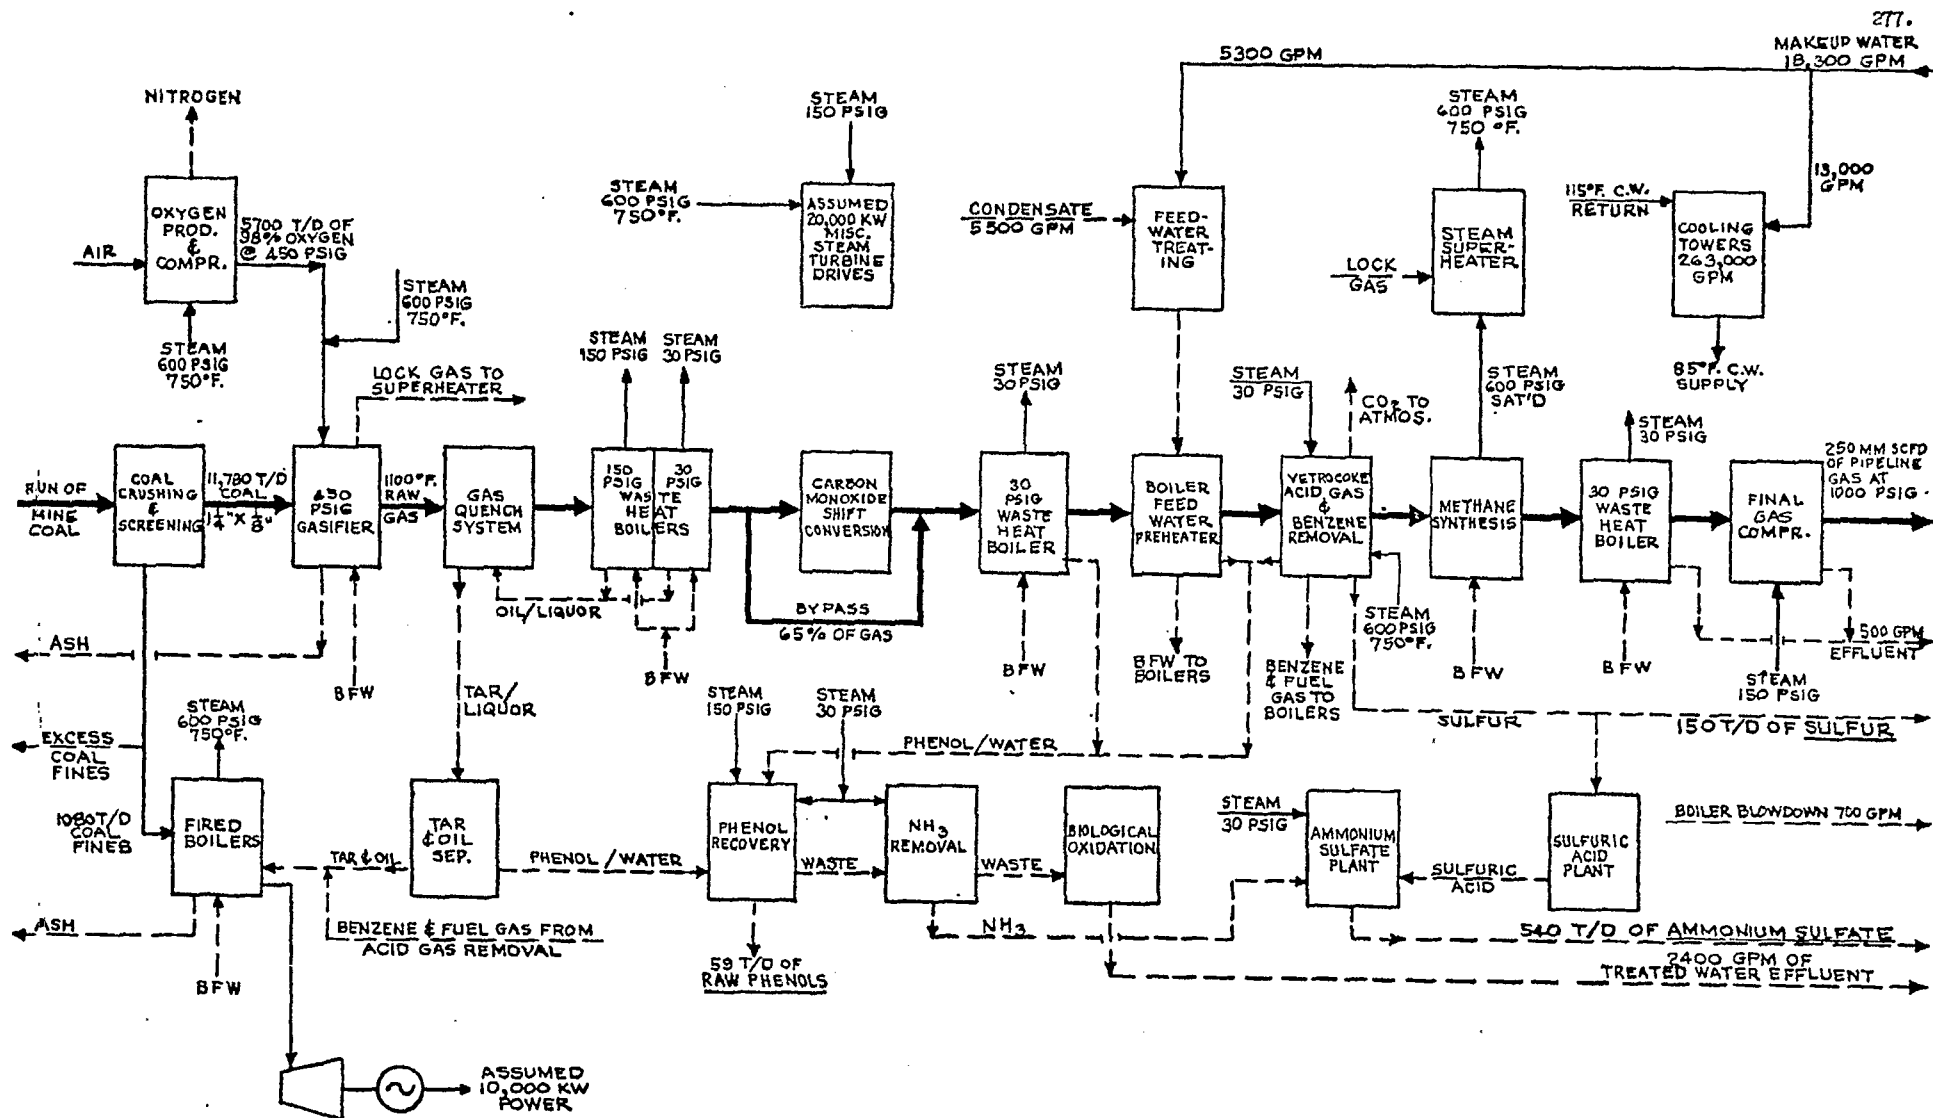 277.
MAKEUP WATER
18,300 GPM
5300 GPM
NITROGEN
STEAM
150 PSIG
STEAM
600 PSIG
750 °F.
OXYGEN
PROD.
&
COMPR.
5700 T/D OF
98% OXYGEN
@ 450 PSIG
AIR
STEAM
600 PSIG
750°F.
STEAM
600 PSIG
750°F.
STEAM
600 PSIG
750°F.
ASSUMED
20,000 KW
MISC.
STEAM
TURBINE
DRIVES
CONDENSATE
5500 GPM
FEED-
WATER
TREAT-
ING
LOCK
GAS
STEAM
SUPER-
HEATER
115°F. C.W.
RETURN
13,000
GPM
COOLING
TOWERS
263,000
GPM
85°F. C.W.
SUPPLY
LOCK GAS TO
SUPERHEATER
STEAM
150 PSIG
STEAM
30 PSIG
STEAM
30 PSIG
STEAM
30 PSIG
CO2 TO
ATMOS.
STEAM
600 PSIG
SAT'D
STEAM
30 PSIG
250 MM SCFD
OF PIPELINE
GAS AT
1000 PSIG
RUN OF
MINE
COAL
COAL
CRUSHING
&
SCREENING
11,780 T/D
COAL
1¼" X ⅛"
450
PSIG
GASIFIER
1100°F.
RAW
GAS
GAS
QUENCH
SYSTEM
150
PSIG
30
PSIG
WASTE
HEAT
BOILERS
CARBON
MONOXIDE
SHIFT
CONVERSION
30
PSIG
WASTE
HEAT
BOILER
BOILER
FEED
WATER
PREHEATER
VETROCOKE
ACID GAS
&
BENZENE
REMOVAL
METHANE
SYNTHESIS
30 PSIG
WASTE
HEAT
BOILER
FINAL
GAS
COMPR.
OIL/LIQUOR
BYPASS
65% OF GAS
ASH
BFW
BFW
BFW
BFW TO
BOILERS
BENZENE
& FUEL
GAS TO
BOILERS
STEAM
600 PSIG
750°F.
BFW
BFW
STEAM
150 PSIG
500 GPM
EFFLUENT
TAR/
LIQUOR
SULFUR
150 T/D OF SULFUR
EXCESS
COAL
FINES
STEAM
600 PSIG
750°F.
STEAM
150 PSIG
STEAM
30 PSIG
PHENOL/WATER
1080 T/D
COAL
FINES
FIRED
BOILERS
TAR & OIL
TAR
& OIL
SEP.
PHENOL/WATER
PHENOL
RECOVERY
WASTE
NH3
REMOVAL
WASTE
BIOLOGICAL
OXIDATION
STEAM
30 PSIG
AMMONIUM
SULFATE
PLANT
SULFURIC
ACID
SULFURIC
ACID
PLANT
BOILER BLOWDOWN 700 GPM
ASH
BFW
BENZENE & FUEL GAS FROM
ACID GAS REMOVAL
59 T/D OF
RAW PHENOLS
NH3
540 T/D OF AMMONIUM SULFATE
2400 GPM OF
TREATED WATER EFFLUENT
ASSUMED
10,000 KW
POWER